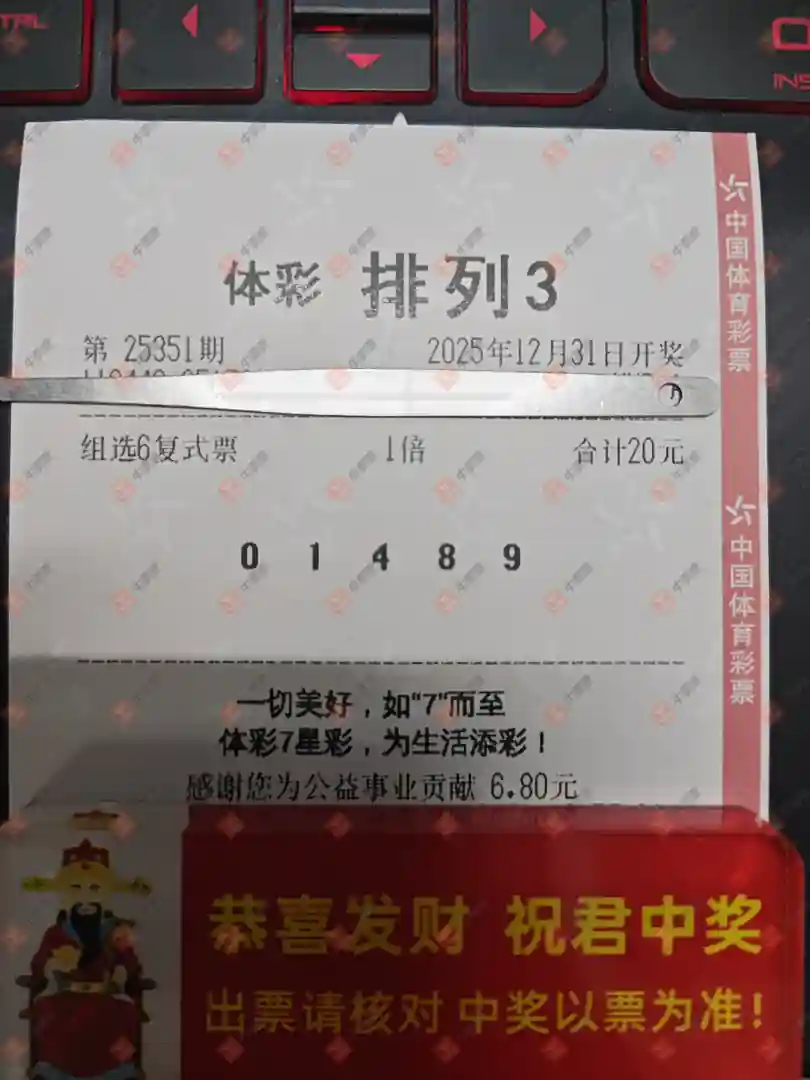 TRL
INS
体彩 排列3
第 25351期 2025年12月31日开奖
组选6复式票 1倍 合计20元
0 1 4 8 9
一切美好，如“7”而至
体彩7星彩，为生活添彩！
感谢您为公益事业贡献 6.80元
中国体育彩票
中国体育彩票
恭喜发财 祝君中奖
出票请核对 中奖以票为准!